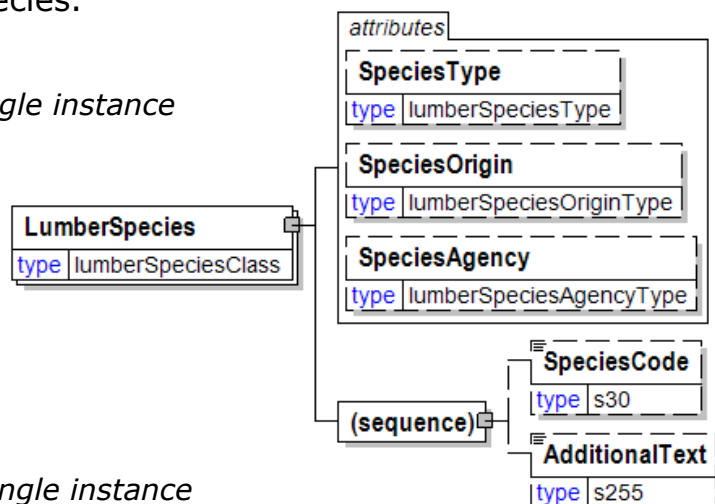 attributes
SpeciesType
type lumberSpeciesType
gle instance
SpeciesOrigin
type lumberSpeciesOriginType
LumberSpecies
type lumberSpeciesClass
SpeciesAgency
type lumberSpeciesAgencyType
SpeciesCode
type s30
(sequence)
AdditionalText
type s255
ngle instance